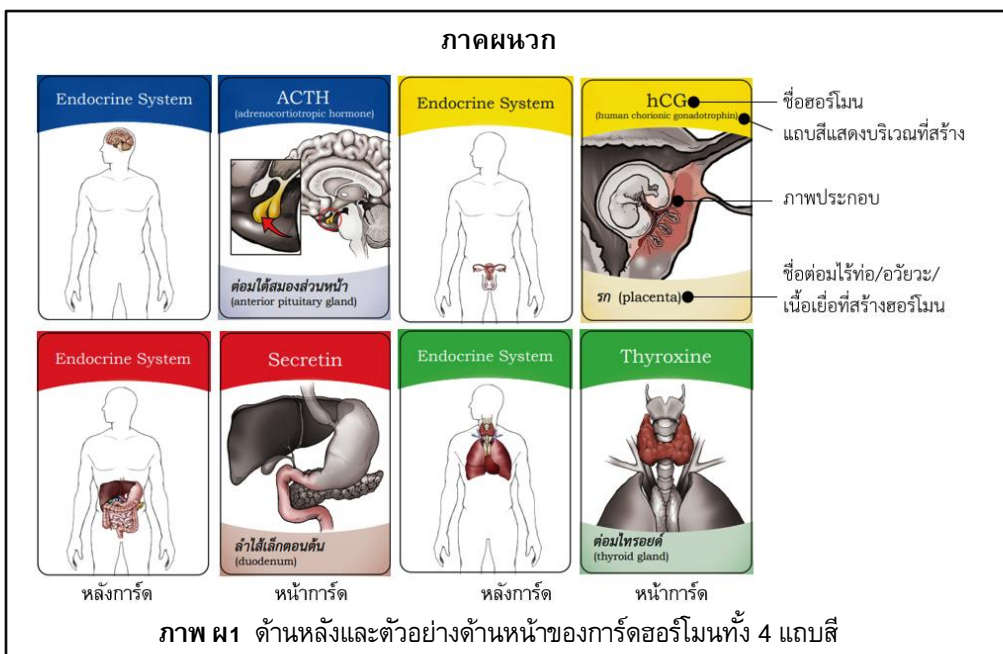 ภาคผนวก
Endocrine System
ACTH
(adrenocortiotropic hormone)
ต่อมใต้สมองส่วนหน้า
(anterior pituitary gland)
Endocrine System
hCG
(human chorionic gonadotrophin)
รก (placenta)
ชื่อฮอร์โมน
แถบสีแสดงบริเวณที่สร้าง
ภาพประกอบ
ชื่อต่อมไร้ท่อ/อวัยวะ/
เนื้อเยื่อที่สร้างฮอร์โมน
Endocrine System
Secretin
ลำไส้เล็กตอนต้น
(duodenum)
Endocrine System
Thyroxine
ต่อมไทรอยด์
(thyroid gland)
หลังการ์ด
หน้าการ์ด
หลังการ์ด
หน้าการ์ด
ภาพ ผ1 ด้านหลังและตัวอย่างด้านหน้าของการ์ดฮอร์โมนทั้ง 4 แถบสี